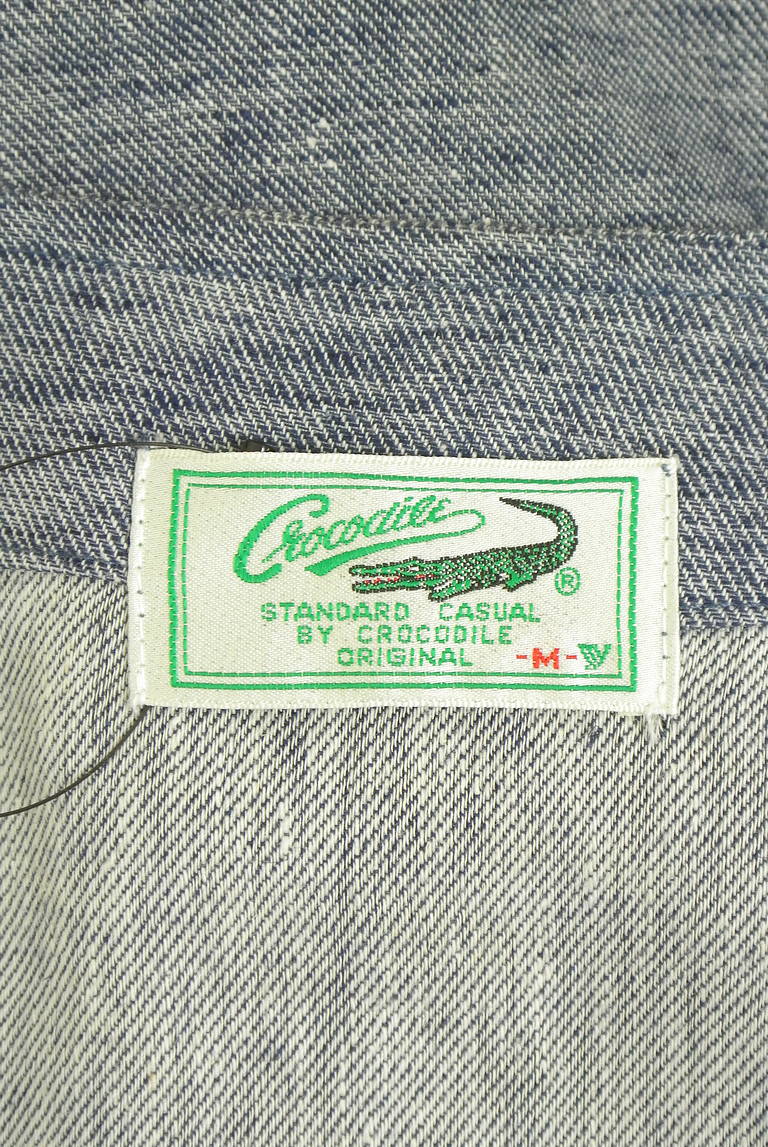 Crocodile
®
STANDARD CASUAL
BY CROCODILE
ORIGINAL -M-